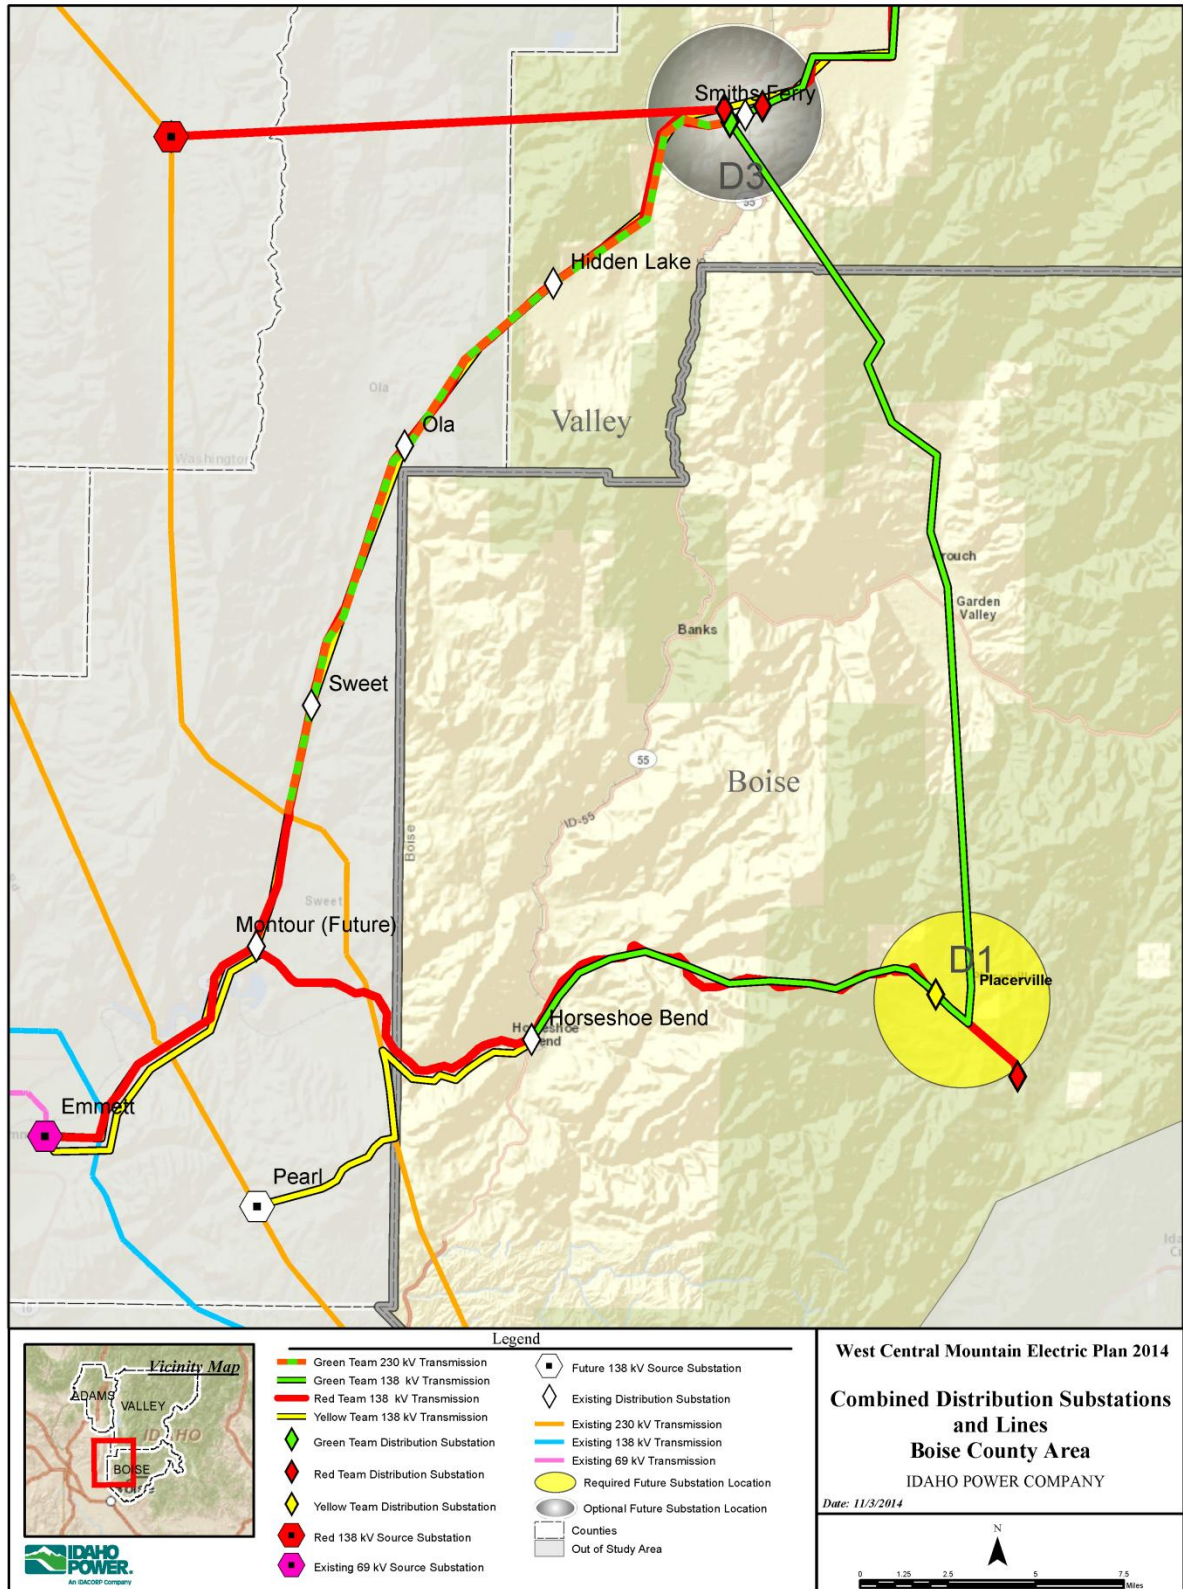 Smiths Ferry
D3
55
Hidden Lake
Ola
Valley
Ola
Washington
Crouch
Garden
Valley
Banks
Sweet
55
Boise
ID-55
Boise
Sweet
Montour (Future)
D1
Placerville
Horseshoe Bend
Horseshoe
Bend
Emmett
Pearl
Legend
Vicinity Map
ADAMS
VALLEY
IDAHO
BOISE
IDAHO
POWER.
An IDACORP Company
Green Team 230 kV Transmission
Green Team 138 kV Transmission
Red Team 138 kV Transmission
Yellow Team 138 kV Transmission
Green Team Distribution Substation
Red Team Distribution Substation
Yellow Team Distribution Substation
Red 138 kV Source Substation
Existing 69 kV Source Substation
Future 138 kV Source Substation
Existing Distribution Substation
Existing 230 kV Transmission
Existing 138 kV Transmission
Existing 69 kV Transmission
Required Future Substation Location
Optional Future Substation Location
Counties
Out of Study Area
West Central Mountain Electric Plan 2014
Combined Distribution Substations
and Lines
Boise County Area
IDAHO POWER COMPANY
Date: 11/3/2014
N
0 1.25 2.5 5 7.5
Miles